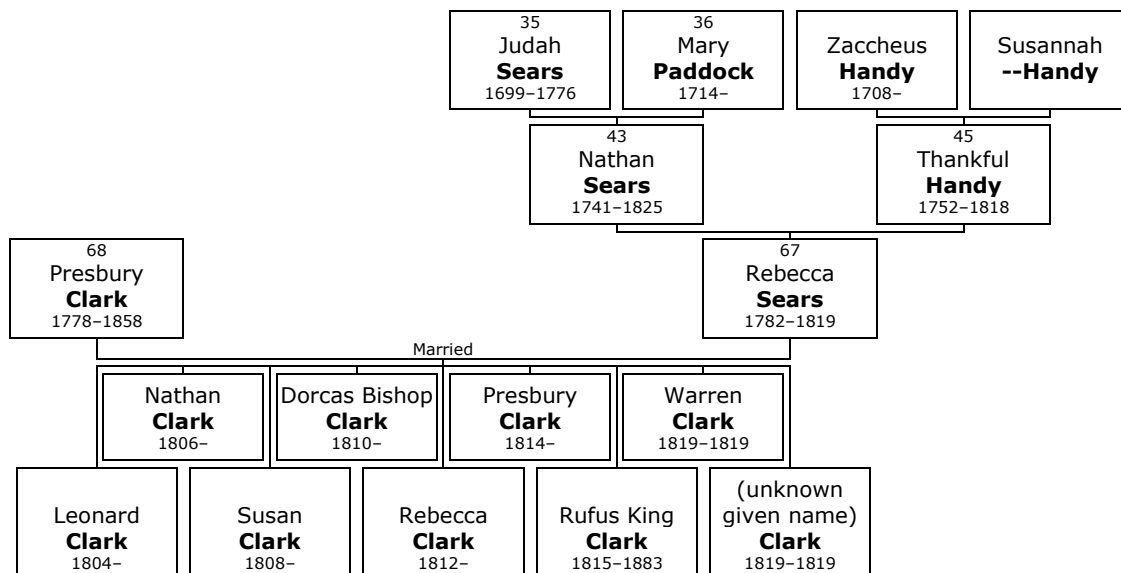 35
Judah
Sears
1699–1776
36
Mary
Paddock
1714–
Zaccheus
Handy
1708–
Susannah
--Handy
43
Nathan
Sears
1741–1825
45
Thankful
Handy
1752–1818
68
Presbury
Clark
1778–1858
67
Rebecca
Sears
1782–1819
Married
Nathan
Clark
1806–
Dorcas Bishop
Clark
1810–
Presbury
Clark
1814–
Warren
Clark
1819–1819
Leonard
Clark
1804–
Susan
Clark
1808–
Rebecca
Clark
1812–
Rufus King
Clark
1815–1883
(unknown
given name)
Clark
1819–1819